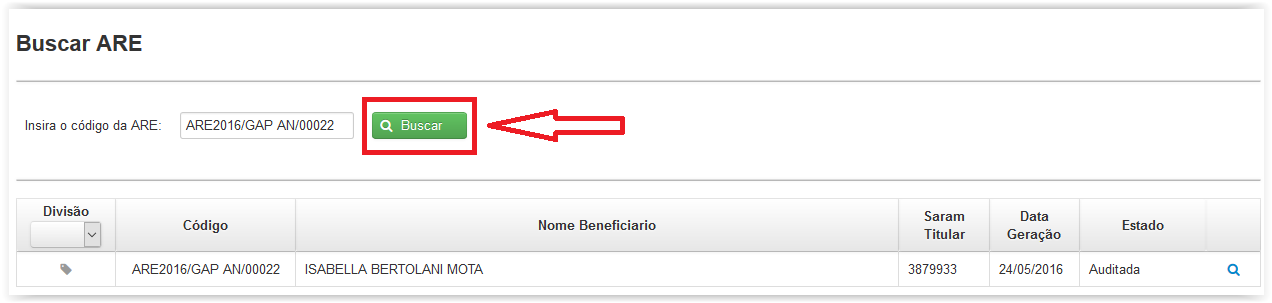 Buscar ARE
Insira o código da ARE: ARE2016/GAP AN/00022 Buscar
Divisão Código Nome Beneficiario Saram Titular Data Geração Estado
ARE2016/GAP AN/00022 ISABELLA BERTOLANI MOTA 3879933 24/05/2016 Auditada